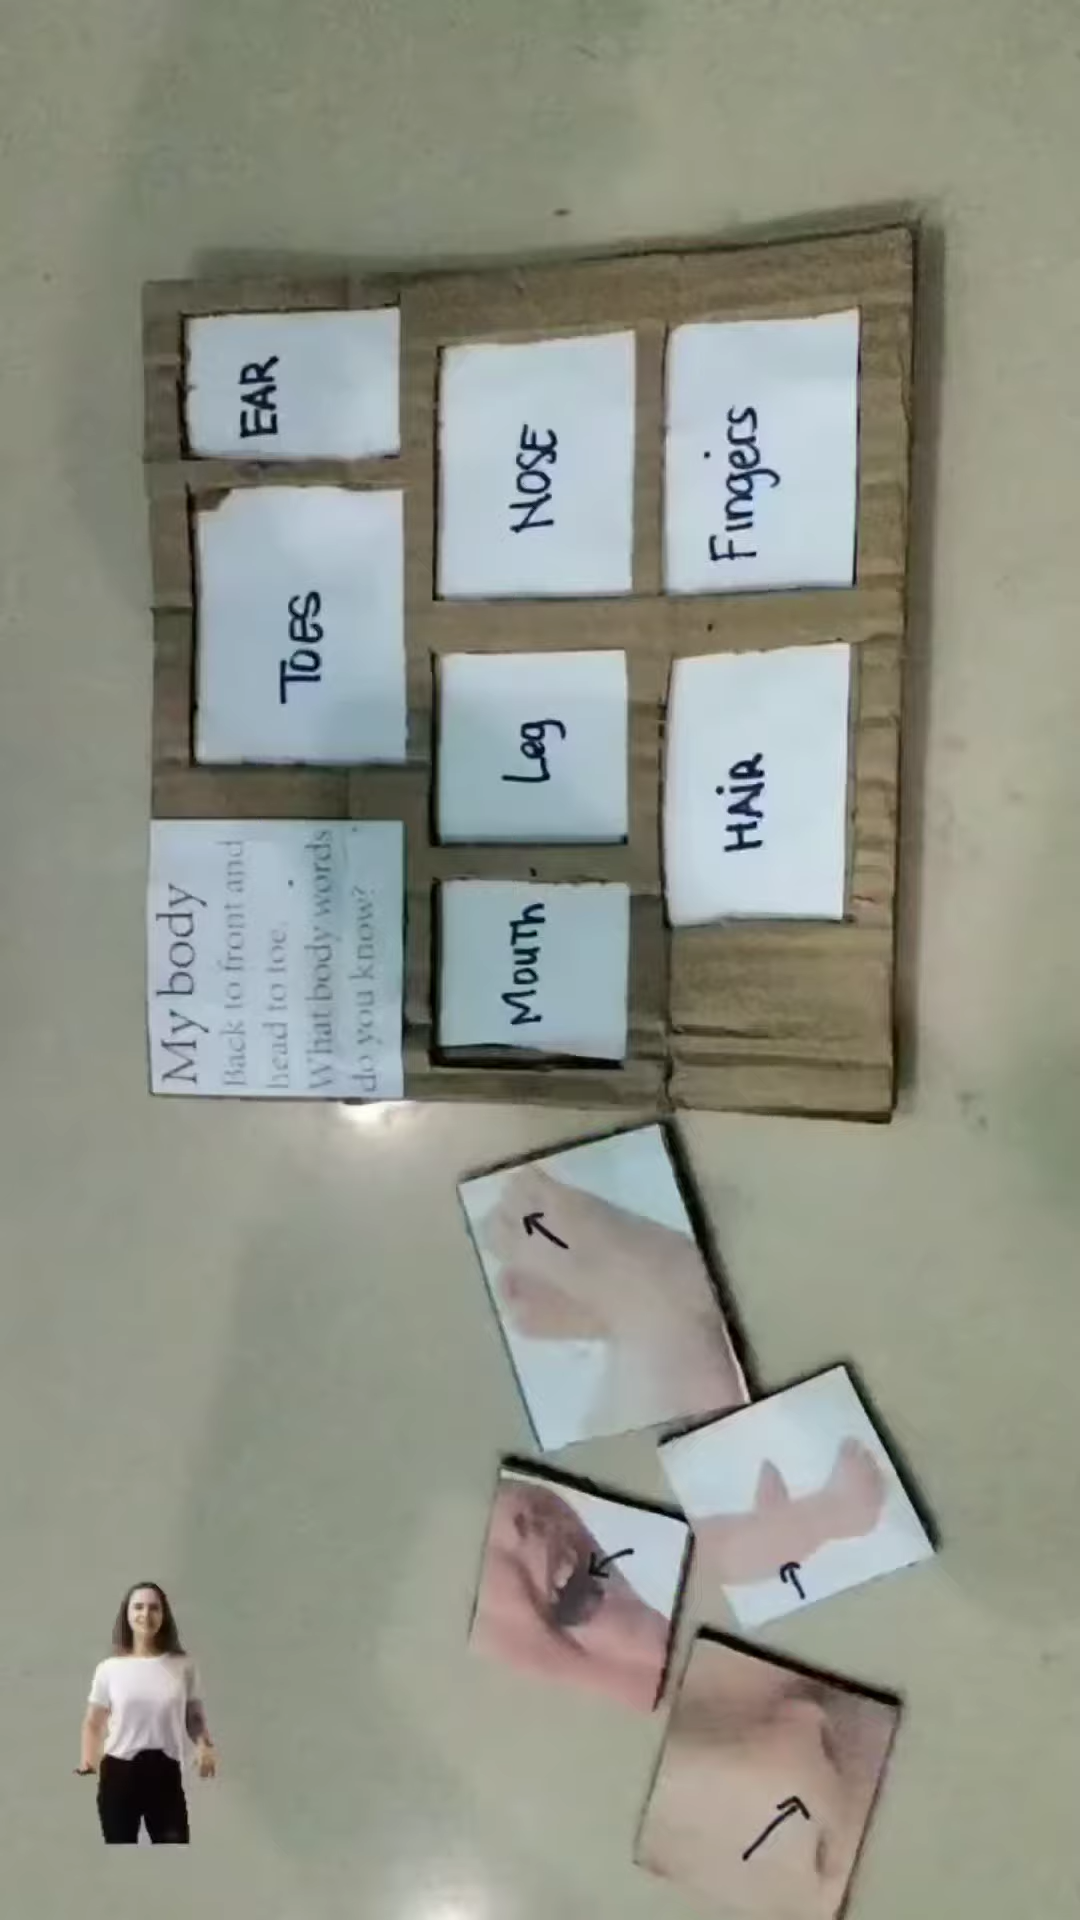 My body
Back to front and
head to toe.
What body words
do you know?
TOES
EAR
MOUTH
Leg
NOSE
HAiR
Fingers